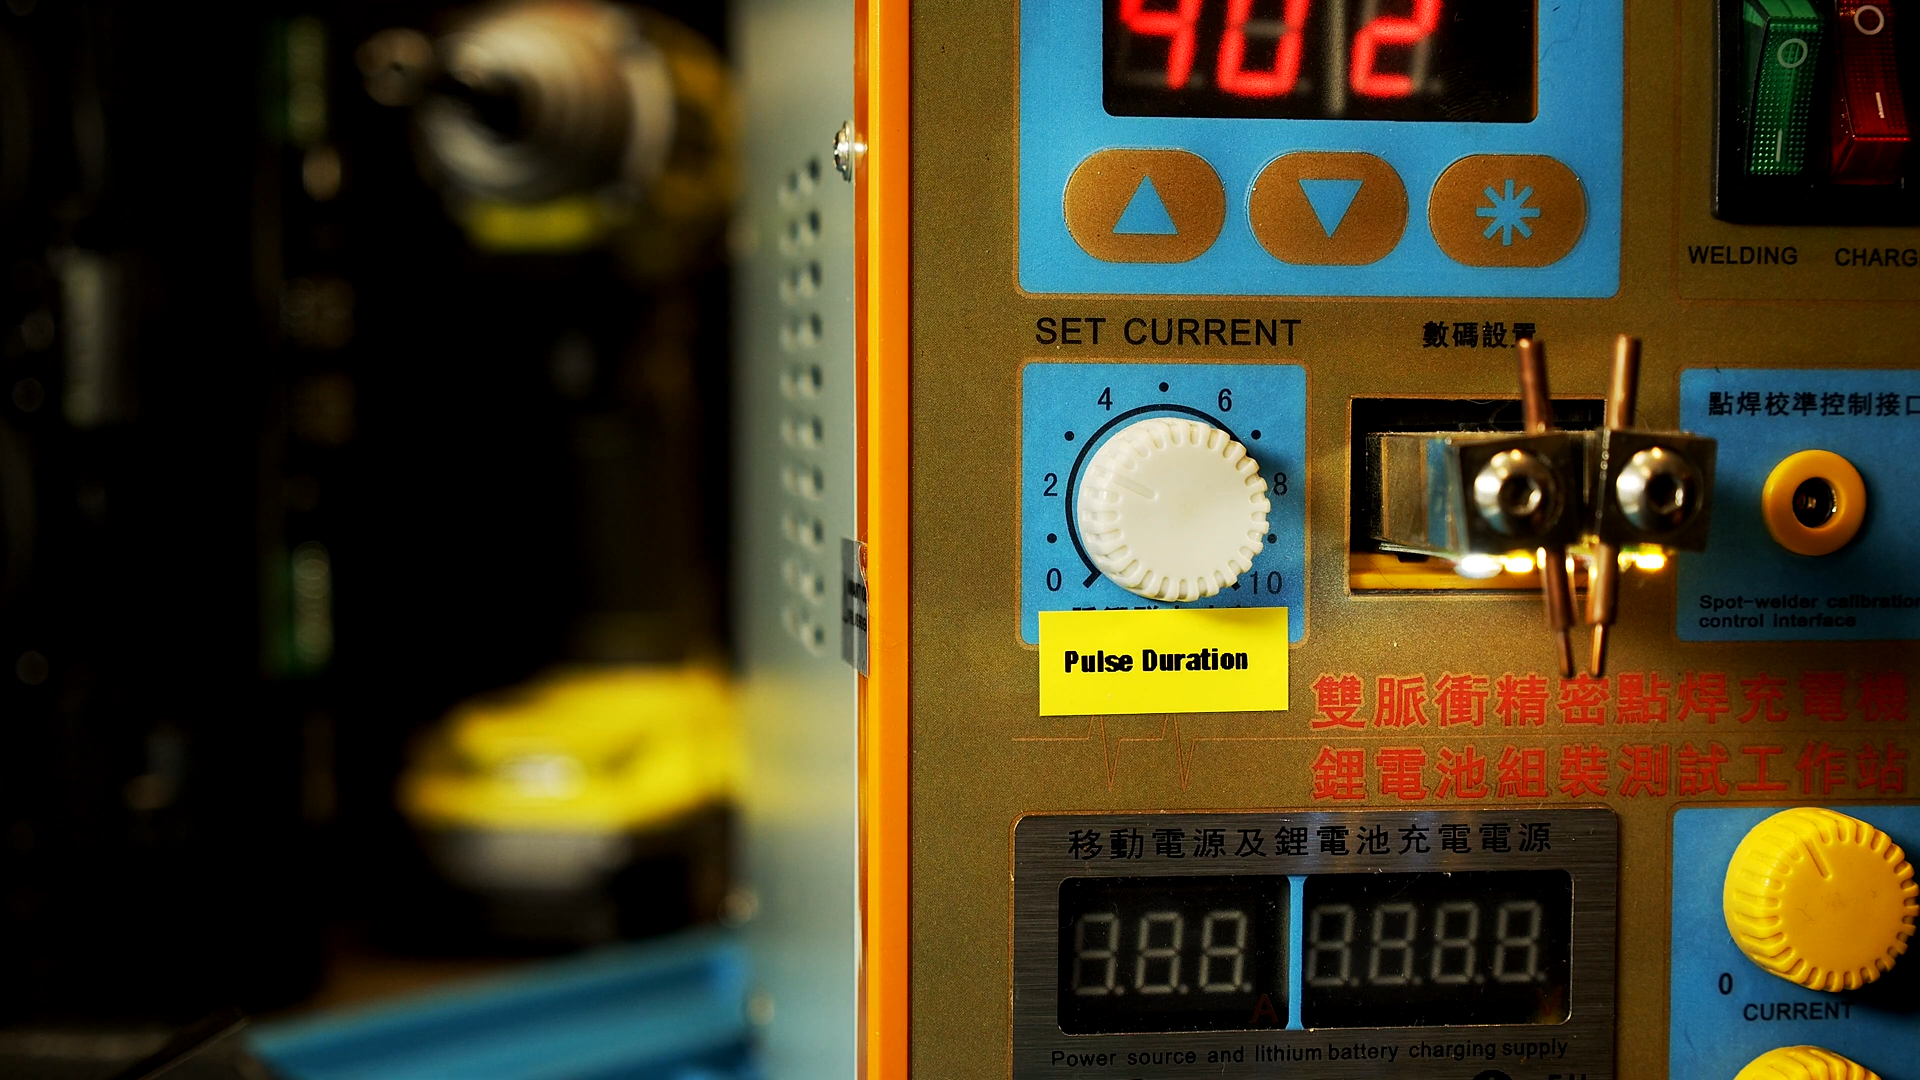 402
WELDING
CHARG
SET CURRENT
數碼設置
4
6
2
8
0
10
點焊校準控制接口
Spot-welder calibration
control interface
Pulse Duration
雙脈衝精密點焊充電機
鋰電池組裝測試工作站
移動電源及鋰電池充電電源
A
0
CURRENT
Power source and lithium battery charging supply